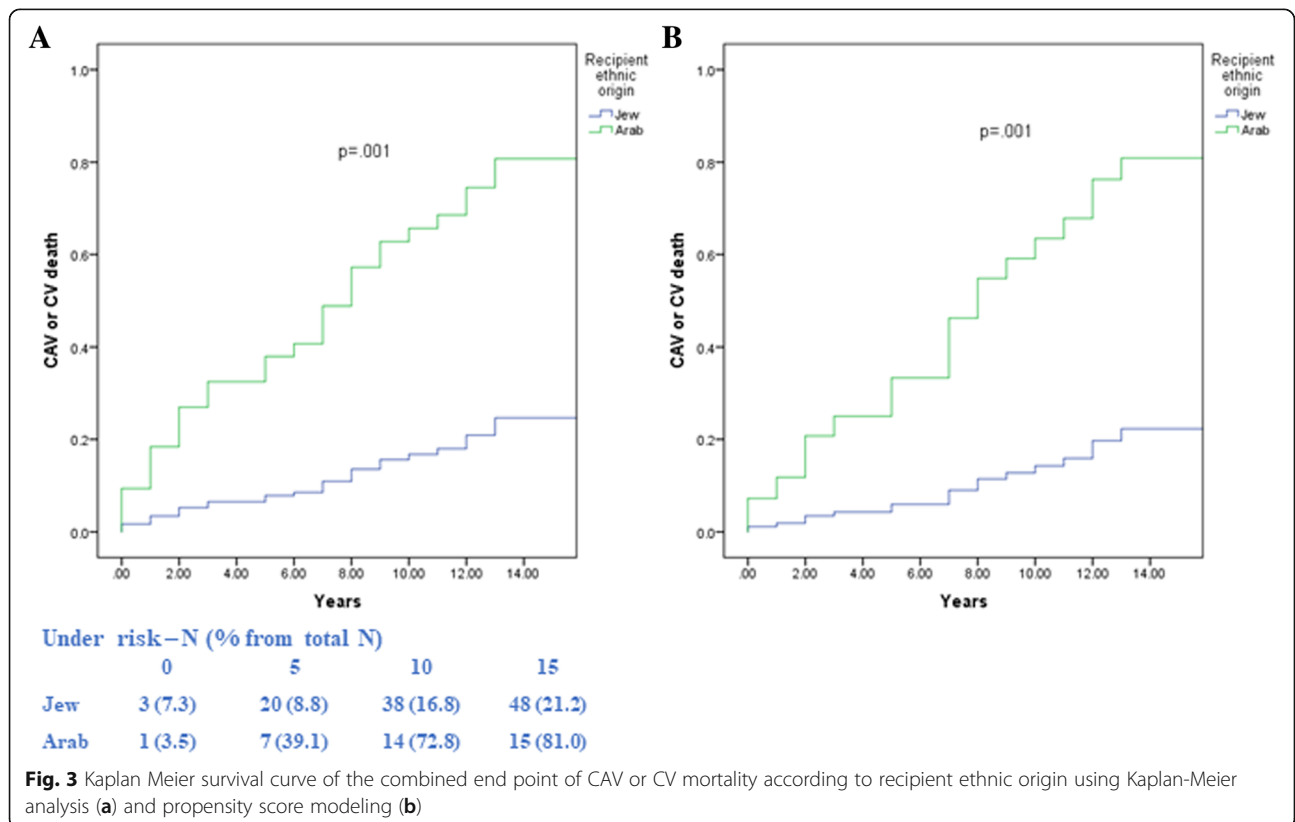 A
1.0
0.8
0.6
0.4
0.2
0.0
CAV or CV death
p=.001
Recipient
ethnic
origin
Jew
Arab
.00 2.00 4.00 6.00 8.00 10.00 12.00 14.00
Years
B
1.0
0.8
0.6
0.4
0.2
0.0
CAV or CV death
p=.001
Recipient
ethnic
origin
Jew
Arab
.00 2.00 4.00 6.00 8.00 10.00 12.00 14.00
Years
Under risk–N (% from total N)
0 5 10 15
Jew 3 (7.3) 20 (8.8) 38 (16.8) 48 (21.2)
Arab 1 (3.5) 7 (39.1) 14 (72.8) 15 (81.0)
Fig. 3 Kaplan Meier survival curve of the combined end point of CAV or CV mortality according to recipient ethnic origin using Kaplan-Meier
analysis (a) and propensity score modeling (b)